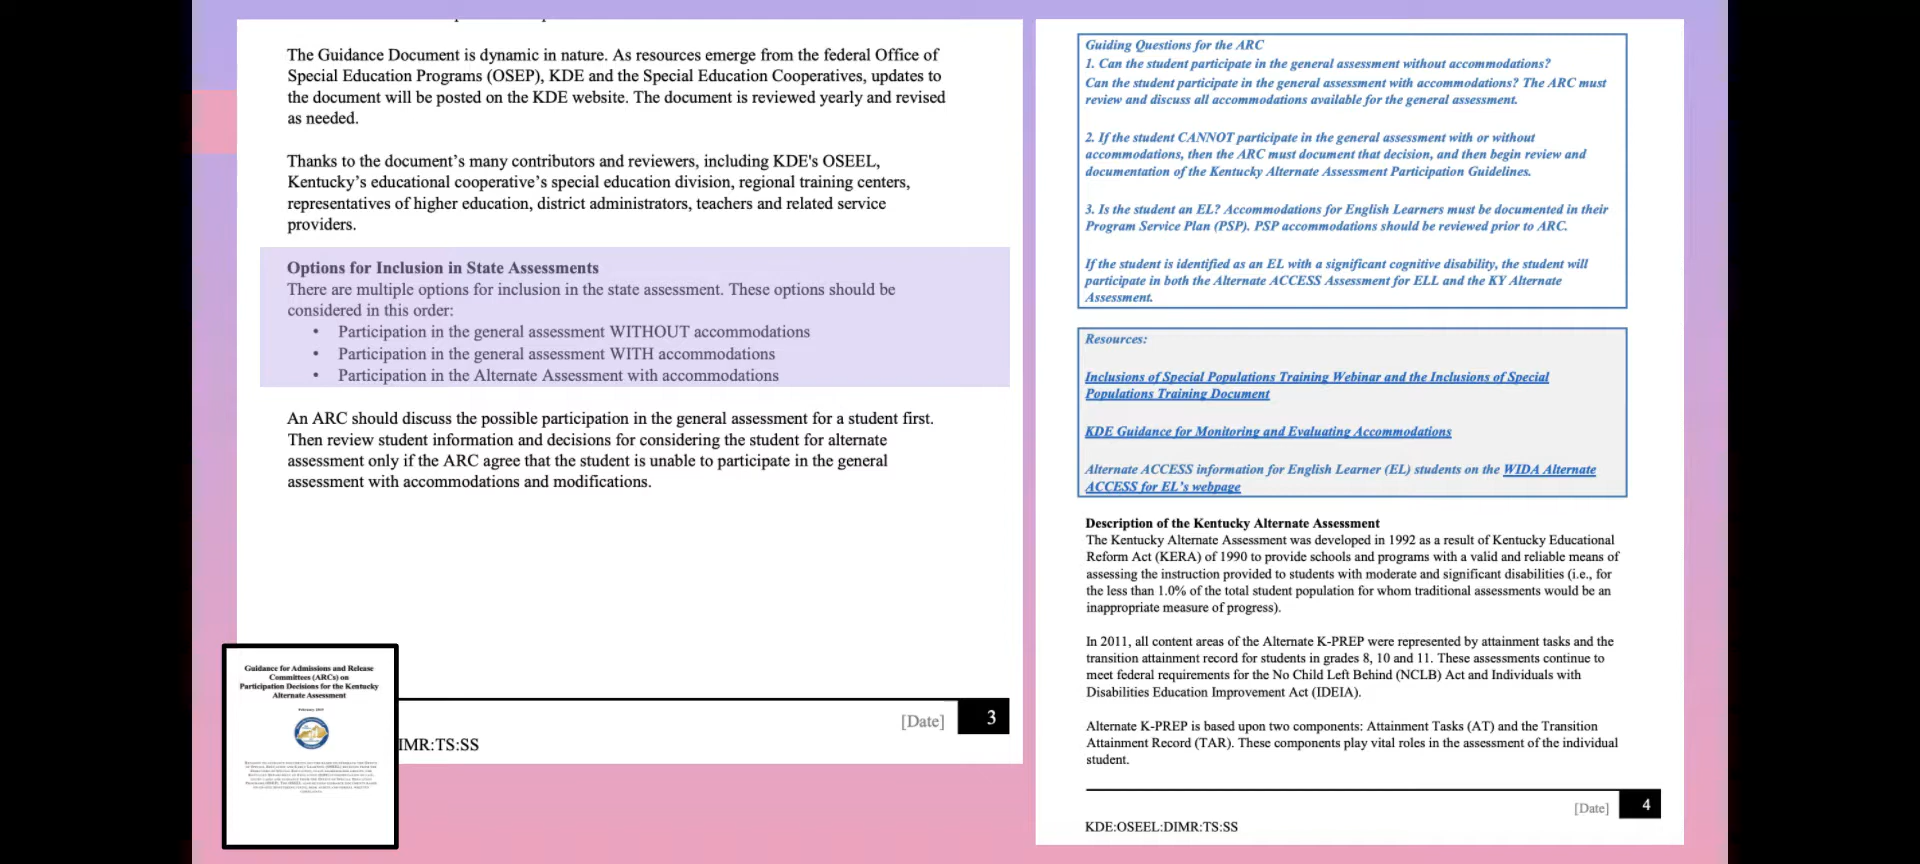 The Guidance Document is dynamic in nature. As resources emerge from the federal Office of
Special Education Programs (OSEP), KDE and the Special Education Cooperatives, updates to
the document will be posted on the KDE website. The document is reviewed yearly and revised
as needed.
Thanks to the document’s many contributors and reviewers, including KDE's OSEEL,
Kentucky’s educational cooperative’s special education division, regional training centers,
representatives of higher education, district administrators, teachers and related service
providers.
Options for Inclusion in State Assessments
There are multiple options for inclusion in the state assessment. These options should be
considered in this order:
• Participation in the general assessment WITHOUT accommodations
• Participation in the general assessment WITH accommodations
• Participation in the Alternate Assessment with accommodations
An ARC should discuss the possible participation in the general assessment for a student first.
Then review student information and decisions for considering the student for alternate
assessment only if the ARC agree that the student is unable to participate in the general
assessment with accommodations and modifications.
[Date] 3
IMR:TS:SS
Guidance for Admissions and Release
Committees (ARCs) on
Participation Decisions for the Kentucky
Alternate Assessment
Guiding Questions for the ARC
1. Can the student participate in the general assessment without accommodations?
Can the student participate in the general assessment with accommodations? The ARC must
review and discuss all accommodations available for the general assessment.
2. If the student CANNOT participate in the general assessment with or without
accommodations, then the ARC must document that decision, and then begin review and
documentation of the Kentucky Alternate Assessment Participation Guidelines.
3. Is the student an EL? Accommodations for English Learners must be documented in their
Program Service Plan (PSP). PSP accommodations should be reviewed prior to ARC.
If the student is identified as an EL with a significant cognitive disability, the student will
participate in both the Alternate ACCESS Assessment for ELL and the KY Alternate
Assessment.
Resources:
Inclusions of Special Populations Training Webinar and the Inclusions of Special
Populations Training Document
KDE Guidance for Monitoring and Evaluating Accommodations
Alternate ACCESS information for English Learner (EL) students on the WIDA Alternate
ACCESS for EL’s webpage
Description of the Kentucky Alternate Assessment
The Kentucky Alternate Assessment was developed in 1992 as a result of Kentucky Educational
Reform Act (KERA) of 1990 to provide schools and programs with a valid and reliable means of
assessing the instruction provided to students with moderate and significant disabilities (i.e., for
the less than 1.0% of the total student population for whom traditional assessments would be an
inappropriate measure of progress).
In 2011, all content areas of the Alternate K-PREP were represented by attainment tasks and the
transition attainment record for students in grades 8, 10 and 11. These assessments continue to
meet federal requirements for the No Child Left Behind (NCLB) Act and Individuals with
Disabilities Education Improvement Act (IDEIA).
Alternate K-PREP is based upon two components: Attainment Tasks (AT) and the Transition
Attainment Record (TAR). These components play vital roles in the assessment of the individual
student.
[Date] 4
KDE:OSEEL:DIMR:TS:SS